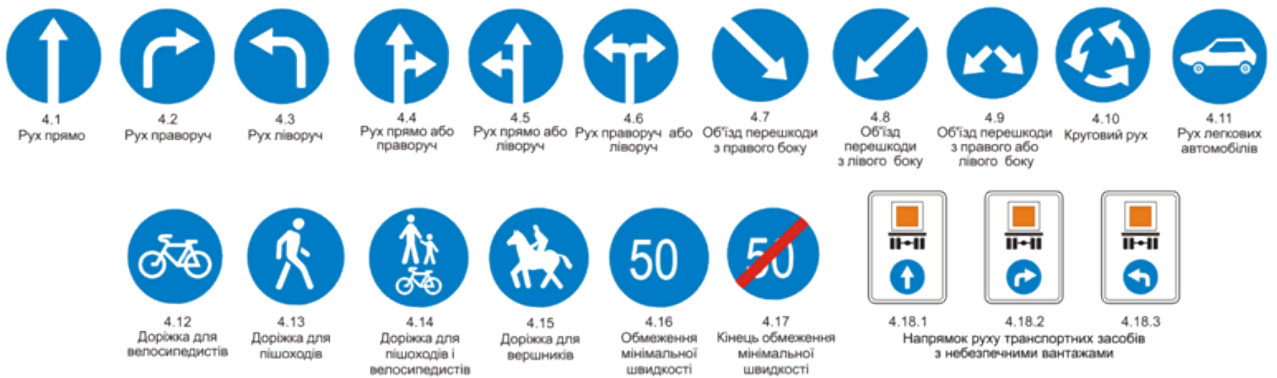 4.1
Рух прямо
4.2
Рух праворуч
4.3
Рух ліворуч
4.4
Рух прямо або
праворуч
4.5
Рух прямо або
ліворуч
4.6
Рух праворуч або
ліворуч
4.7
Об'їзд перешкоди
з правого боку
4.8
Об'їзд
перешкоди
з лівого боку
4.9
Об'їзд перешкоди
з правого або
лівого боку
4.10
Круговий рух
4.11
Рух легкових
автомобілів
4.12
Доріжка для
велосипедистів
4.13
Доріжка для
пішоходів
4.14
Доріжка для
пішоходів і
велосипедистів
4.15
Доріжка для
вершників
50
4.16
Обмеження
мінімальної
швидкості
50
4.17
Кінець обмеження
мінімальної
швидкості
4.18.1
4.18.2
4.18.3
Напрямок руху транспортних засобів
з небезпечними вантажами